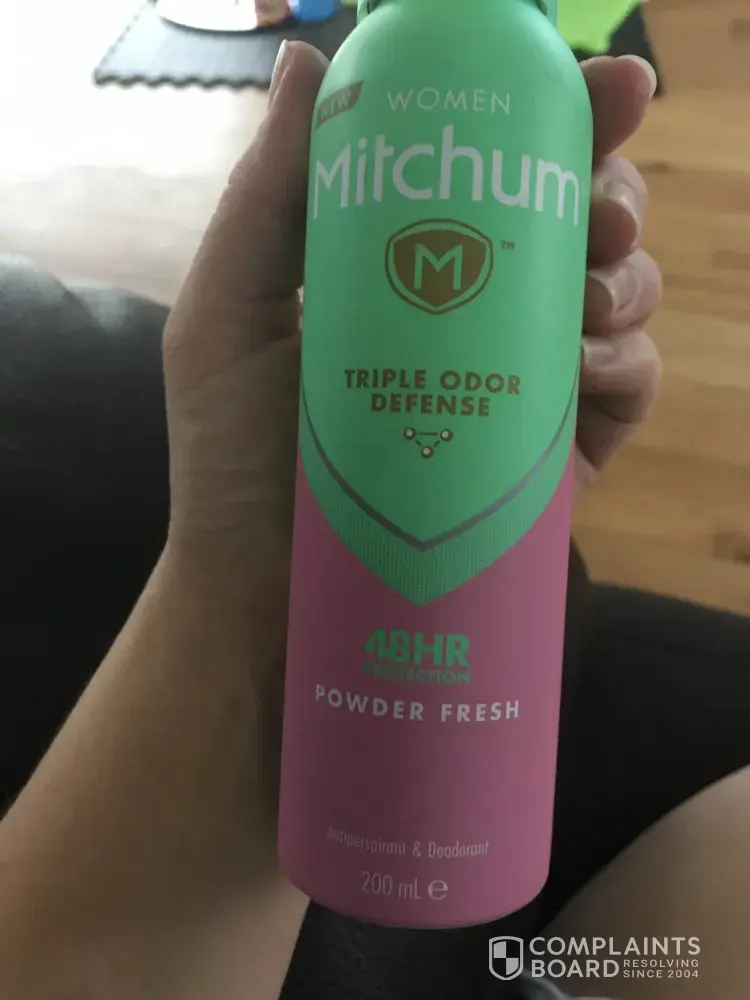 NEW
WOMEN
Mitchum
M™
TRIPLE ODOR
DEFENSE
48HR
PROTECTION
POWDER FRESH
Antiperspirant & Deodorant
200 mL ℮
COMPLAINTS
BOARD RESOLVING
SINCE 2004